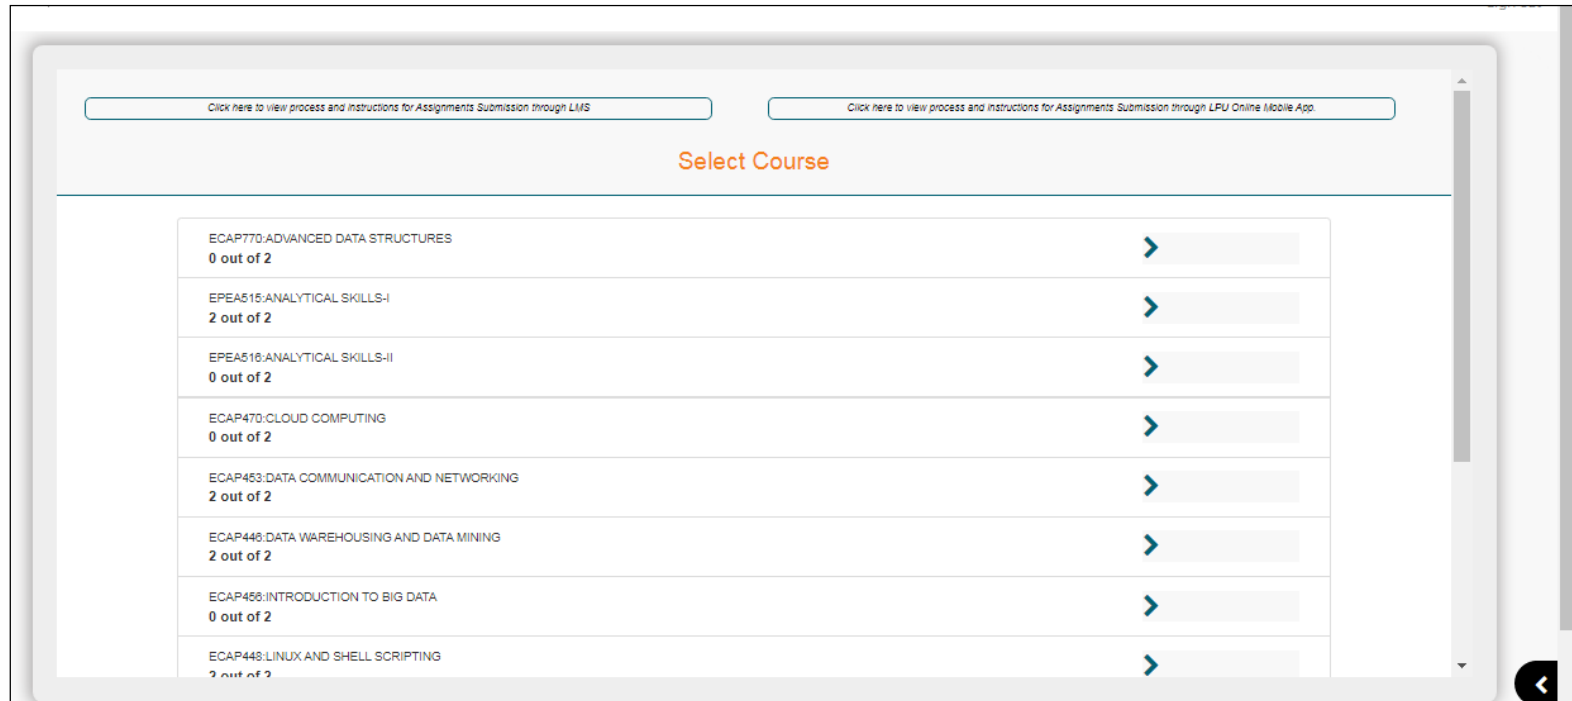 Click here to view process and instructions for Assignments Submission through LMS
Click here to view process and instructions for Assignments Submission through LPU Online Mobile App.
Select Course
ECAP770:ADVANCED DATA STRUCTURES
0 out of 2
EPEA515:ANALYTICAL SKILLS-I
2 out of 2
EPEA516:ANALYTICAL SKILLS-II
0 out of 2
ECAP470:CLOUD COMPUTING
0 out of 2
ECAP453:DATA COMMUNICATION AND NETWORKING
2 out of 2
ECAP446:DATA WAREHOUSING AND DATA MINING
2 out of 2
ECAP456:INTRODUCTION TO BIG DATA
0 out of 2
ECAP448:LINUX AND SHELL SCRIPTING
2 out of 2